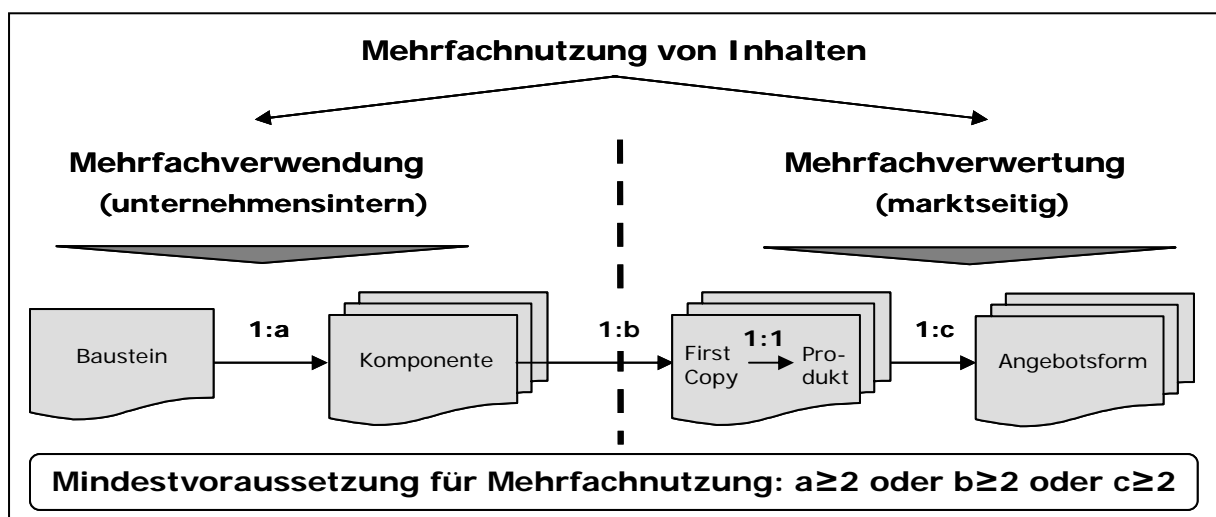 Mehrfachnutzung von Inhalten
Mehrfachverwendung
(unternehmensintern)
Mehrfachverwertung
(marktseitig)
Baustein
1:a
Komponente
1:b
First
Copy
1:1
Pro-
dukt
1:c
Angebotsform
Mindestvoraussetzung für Mehrfachnutzung: a≥2 oder b≥2 oder c≥2